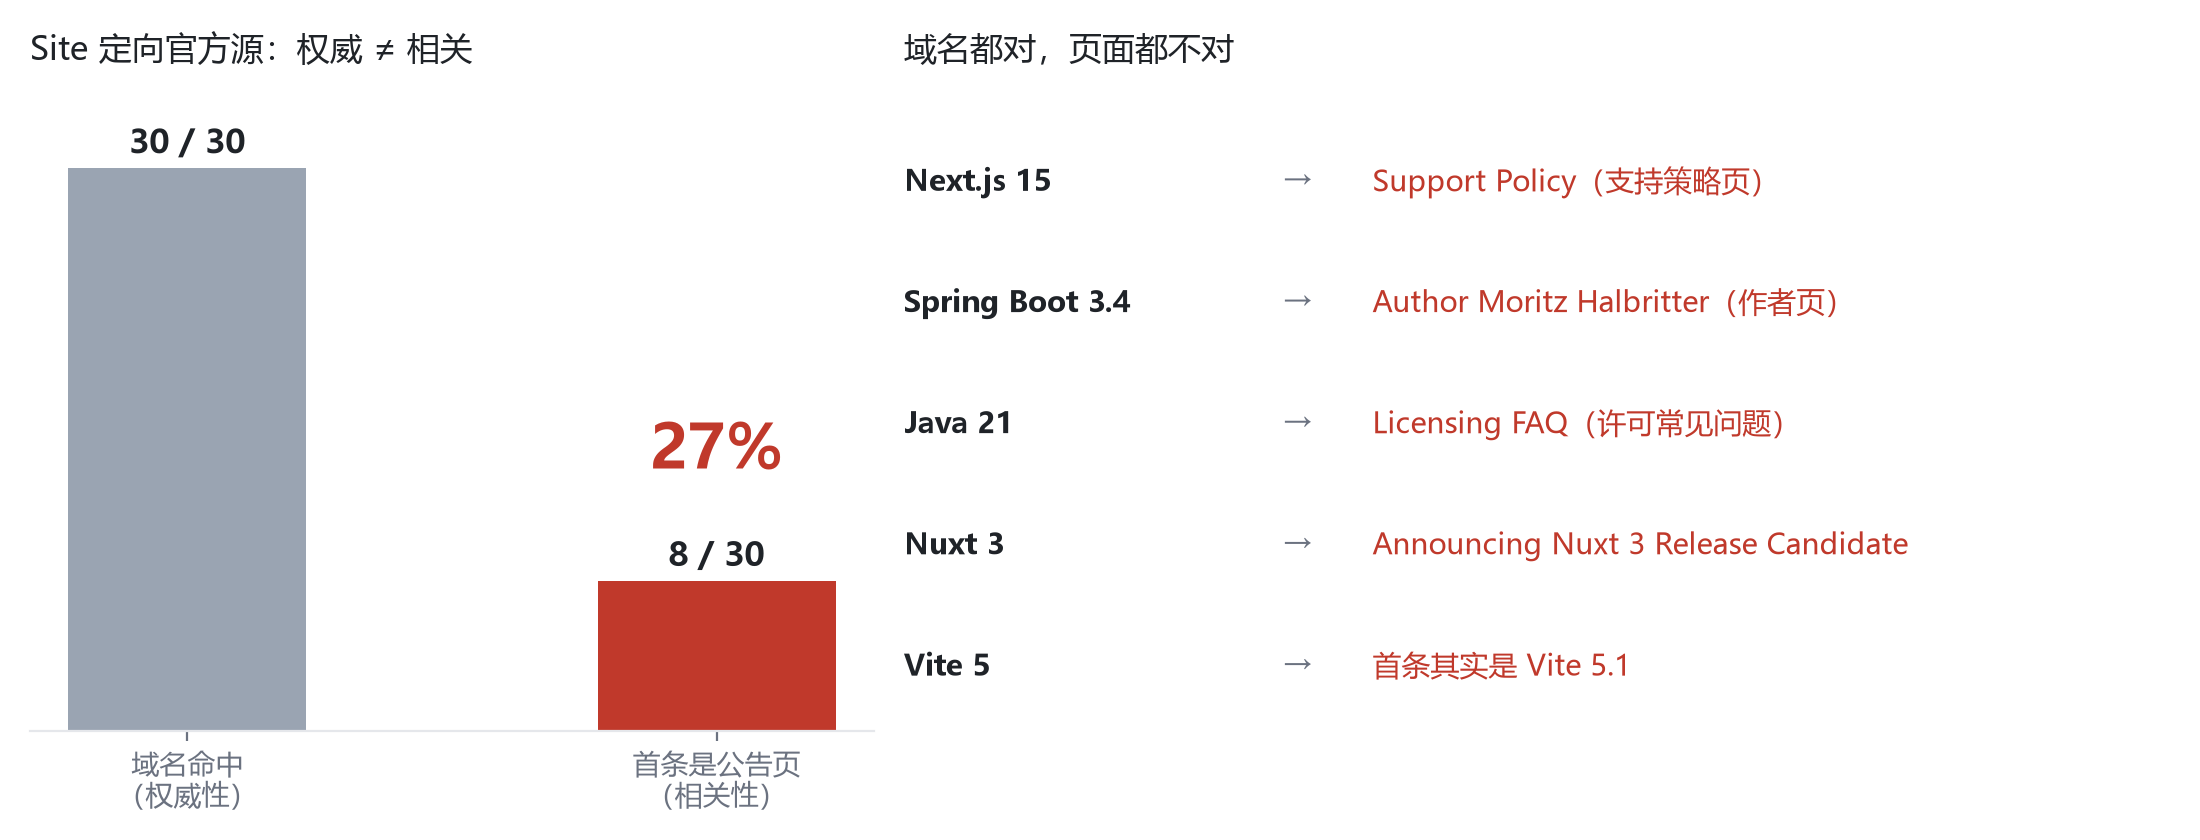 Site 定向官方源：权威 ≠ 相关
30 / 30
27%
8 / 30
域名命中
（权威性）
首条是公告页
（相关性）
域名都对，页面都不对
Next.js 15 → Support Policy（支持策略页）
Spring Boot 3.4 → Author Moritz Halbritter（作者页）
Java 21 → Licensing FAQ（许可常见问题）
Nuxt 3 → Announcing Nuxt 3 Release Candidate
Vite 5 → 首条其实是 Vite 5.1